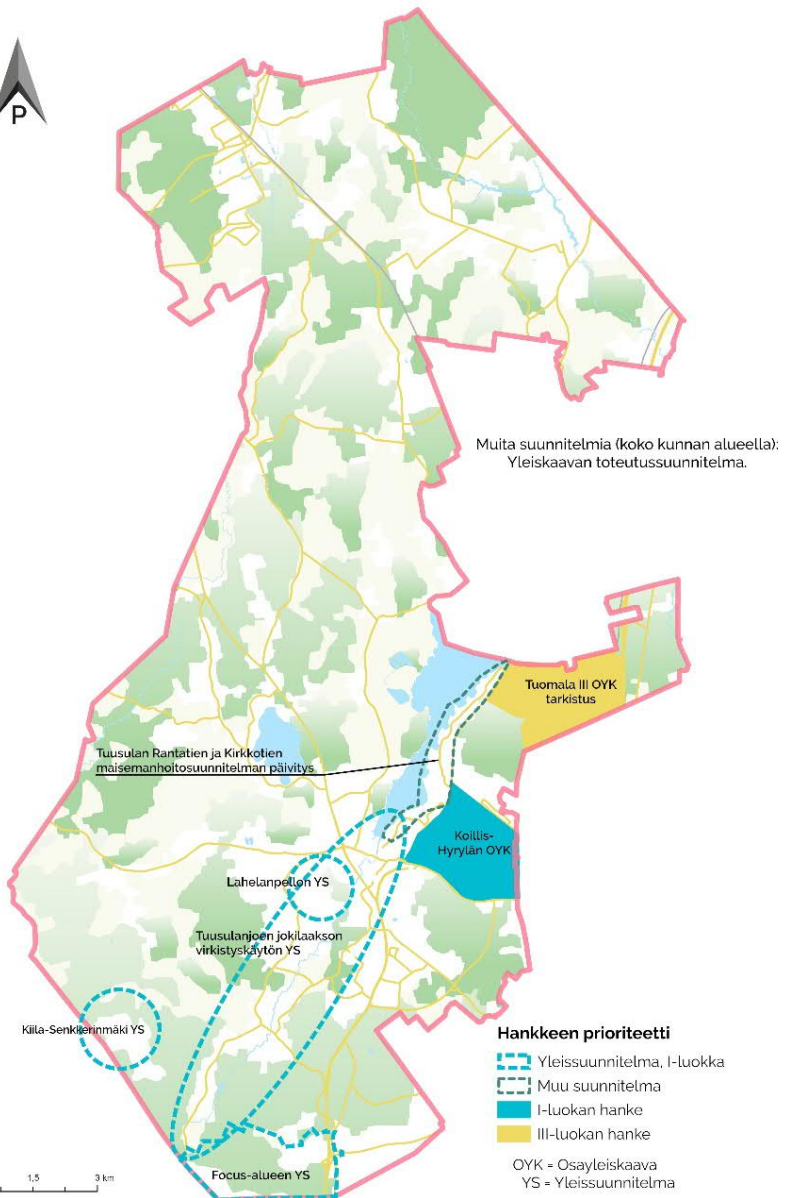 P
Muita suunnitelmia (koko kunnan alueella):
Yleiskaavan toteutussuunnitelma.
Tuomala III OYK
tarkistus
Tuusulan Rantatien ja Kirkkotien
maisemanhoitosuunnitelman päivitys
Koillis-
Hyrylän OYK
Lahelanpellon YS
Tuusulanjoen jokilaakson
virkistyskäytön YS
Kiila-Senkkerinmäki YS
Focus-alueen YS
Hankkeen prioriteetti
Yleissuunnitelma, I-luokka
Muu suunnitelma
I-luokan hanke
III-luokan hanke
OYK = Osayleiskaava
YS = Yleissuunnitelma
1,5 3 km